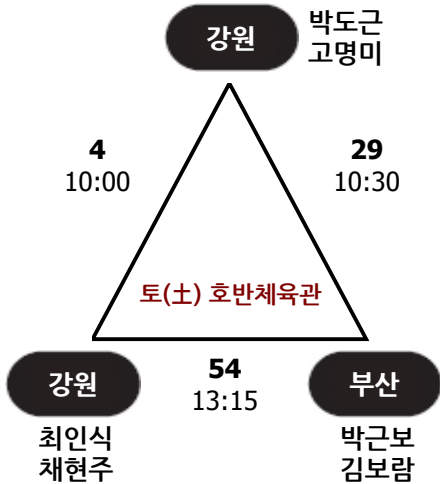 강원
박도근
고명미
4
10:00
29
10:30
토(土) 호반체육관
강원
54
13:15
부산
최인식
채현주
박근보
김보람